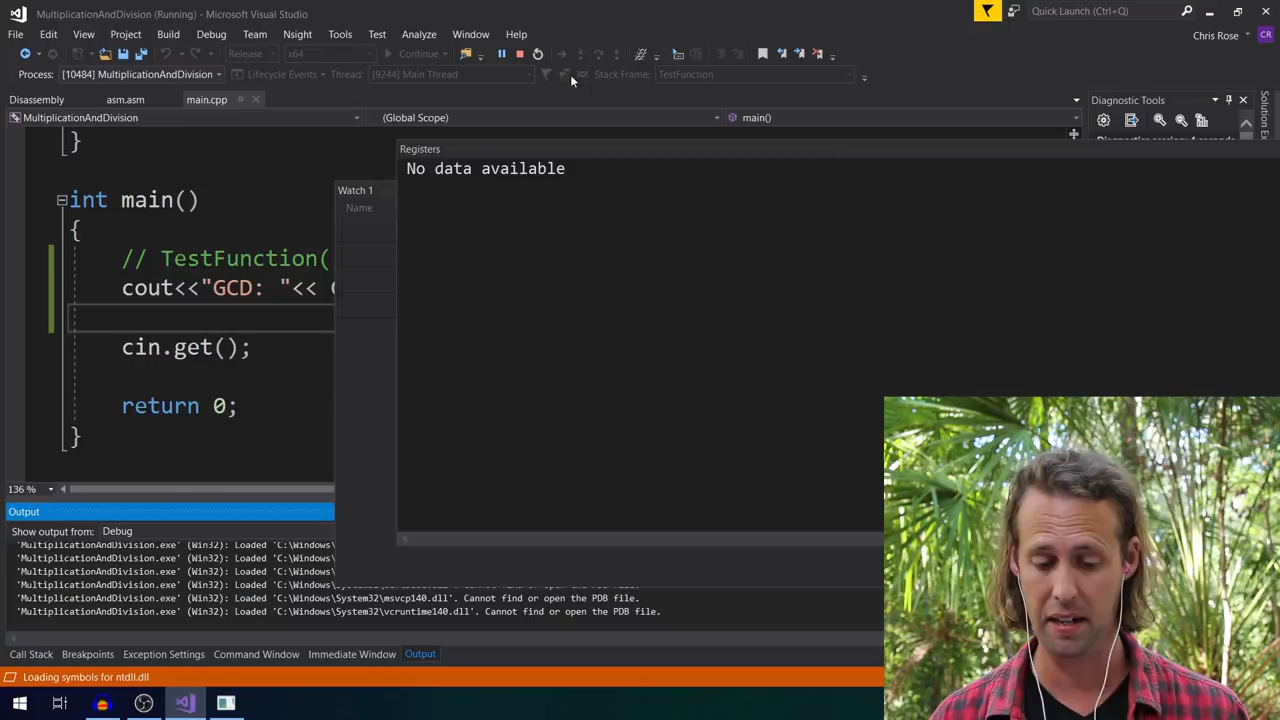 MultiplicationAndDivision (Running) - Microsoft Visual Studio
Quick Launch (Ctrl+Q)
File Edit View Project Build Debug Team Nsight Tools Test Analyze Window Help
Chris Rose
CR
Release x64 Continue
Process: [10484] MultiplicationAndDivision Lifecycle Events Thread: [9244] Main Thread Stack Frame: TestFunction
Disassembly asm.asm main.cpp
Diagnostic Tools
Solution Ex
MultiplicationAndDivision (Global Scope) main()
}
Registers
No data available
Watch 1
Name
int main()
{
// TestFunction(
cout<<"GCD: "<<
cin.get();
return 0;
}
136 %
Output
Show output from: Debug
'MultiplicationAndDivision.exe' (Win32): Loaded 'C:\Windows\
'MultiplicationAndDivision.exe' (Win32): Loaded 'C:\Windows\
'MultiplicationAndDivision.exe' (Win32): Loaded 'C:\Windows\
'MultiplicationAndDivision.exe' (Win32): Loaded 'C:\Windows\
'MultiplicationAndDivision.exe' (Win32): Loaded 'C:\Windows\System32\msvcp140.dll'. Cannot find or open the PDB file.
'MultiplicationAndDivision.exe' (Win32): Loaded 'C:\Windows\System32\vcruntime140.dll'. Cannot find or open the PDB file.
Call Stack Breakpoints Exception Settings Command Window Immediate Window Output
Loading symbols for ntdll.dll